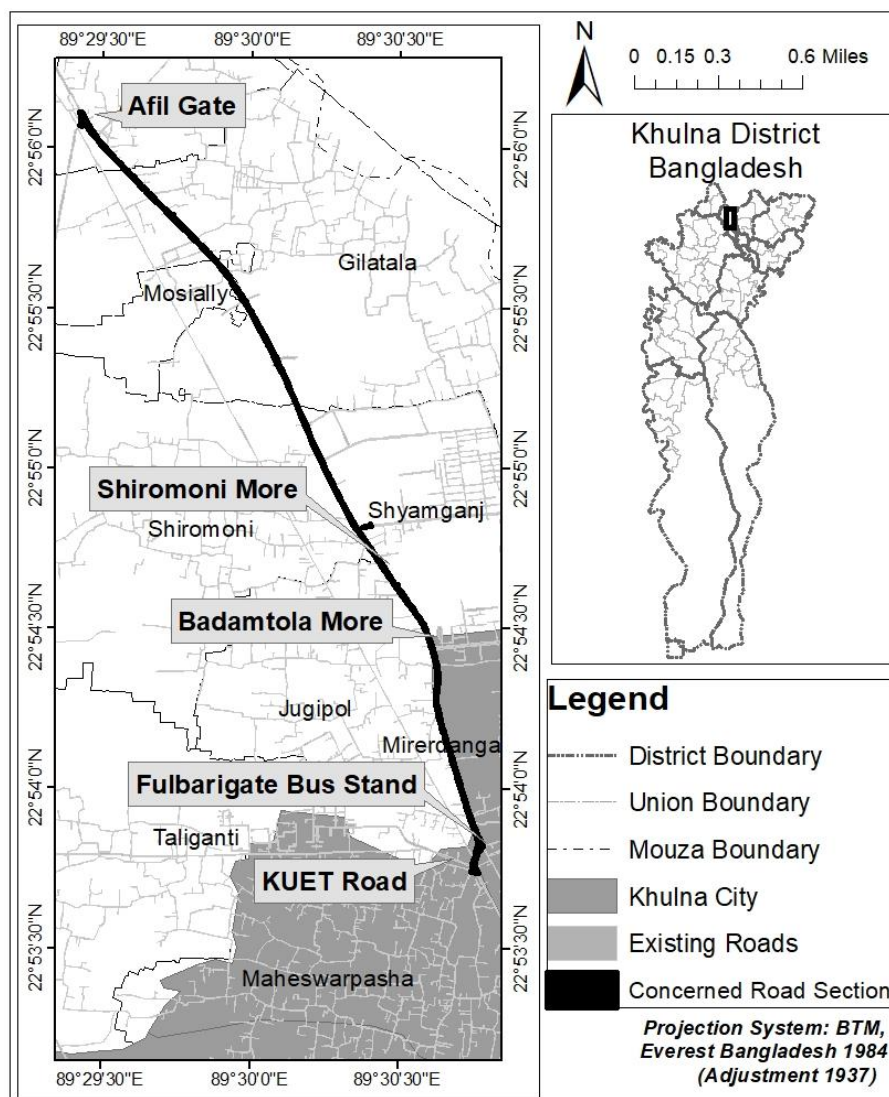 89°29'30"E 89°30'0"E 89°30'30"E
22°56'0"N
22°55'30"N
22°55'0"N
22°54'30"N
22°54'0"N
22°53'30"N
Afil Gate
Gilatala
Mosially
Shiromoni More
Shyamganj
Shiromoni
Badamtola More
Jugipol
Mirerdanga
Fulbarigate Bus Stand
Taliganti
KUET Road
Maheswarpasha
22°56'0"N
22°55'30"N
22°55'0"N
22°54'30"N
22°54'0"N
22°53'30"N
89°29'30"E 89°30'0"E 89°30'30"E
N
0 0.15 0.3 0.6 Miles
Khulna District
Bangladesh
Legend
District Boundary
Union Boundary
Mouza Boundary
Khulna City
Existing Roads
Concerned Road Section
Projection System: BTM,
Everest Bangladesh 1984
(Adjustment 1937)